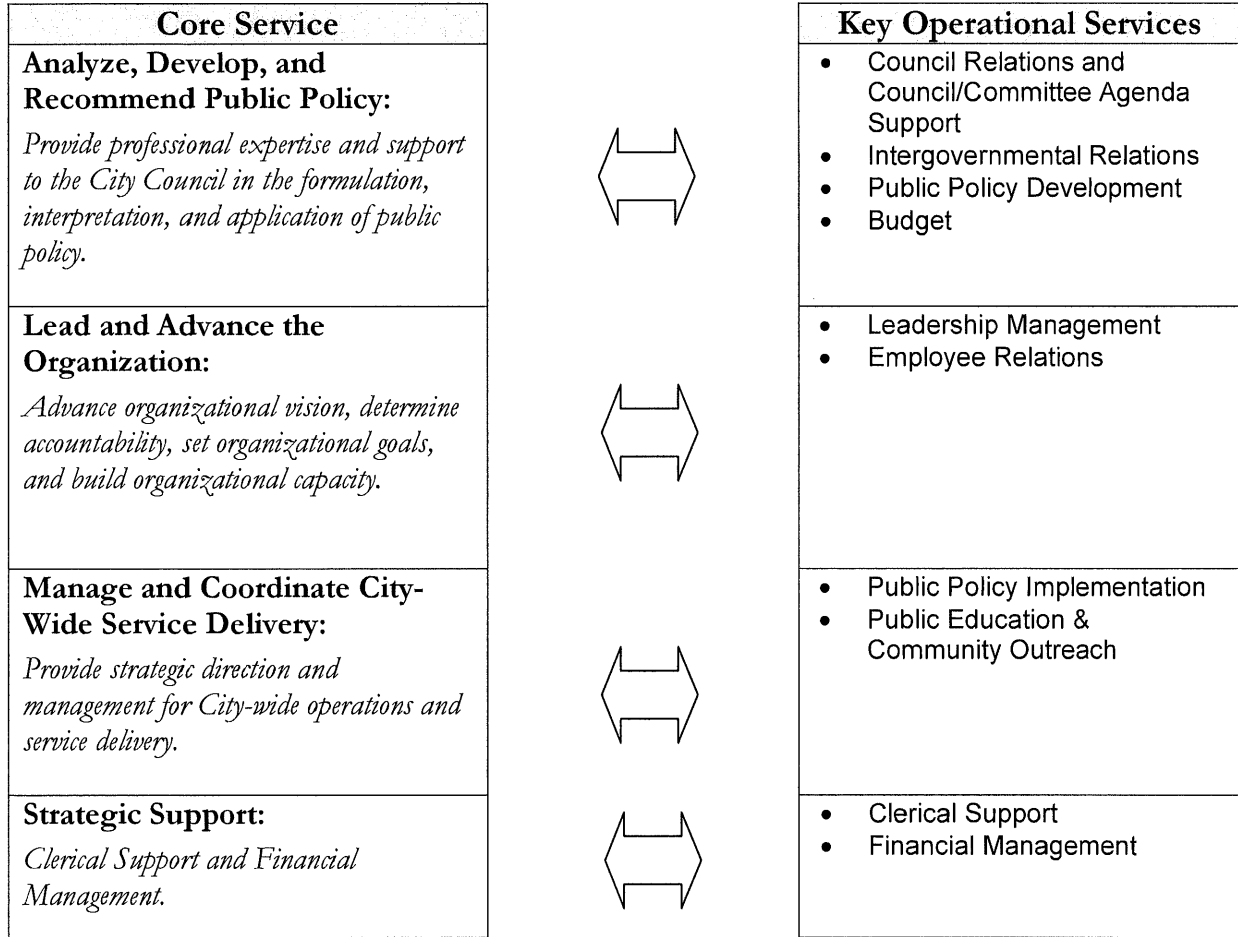 Core Service
Analyze, Develop, and
Recommend Public Policy:
Provide professional expertise and support
to the City Council in the formulation,
interpretation, and application of public
policy.
Lead and Advance the
Organization:
Advance organizational vision, determine
accountability, set organizational goals,
and build organizational capacity.
Manage and Coordinate City-
Wide Service Delivery:
Provide strategic direction and
management for City-wide operations and
service delivery.
Strategic Support:
Clerical Support and Financial
Management.
Key Operational Services
• Council Relations and
Council/Committee Agenda
Support
• Intergovernmental Relations
• Public Policy Development
• Budget
• Leadership Management
• Employee Relations
• Public Policy Implementation
• Public Education &
Community Outreach
• Clerical Support
• Financial Management